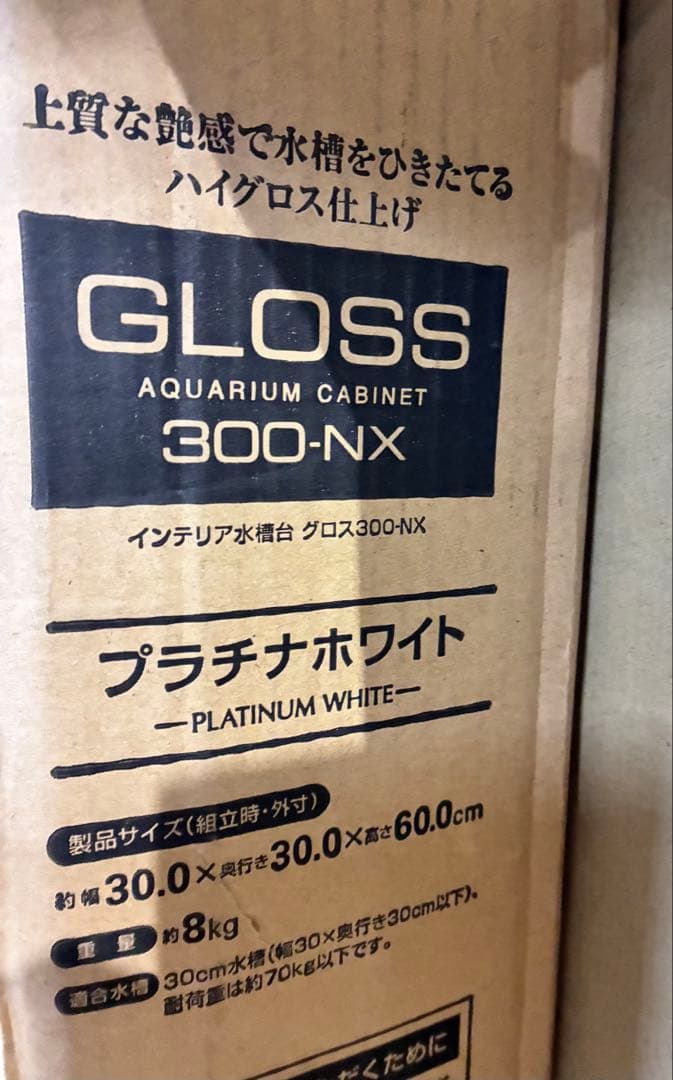 上質な艶感で水槽をひきたてる
ハイグロス仕上げ
GLOSS
AQUARIUM CABINET
300-NX
インテリア水槽台 グロス300-NX
プラチナホワイト
—PLATINUM WHITE—
製品サイズ(組立時・外寸)
約 幅30.0×奥行き30.0×高さ60.0cm
重量 約8kg
適合水槽 30cm水槽(幅30×奥行き30cm以下)。
耐荷重は約70kg以下です。
だくために